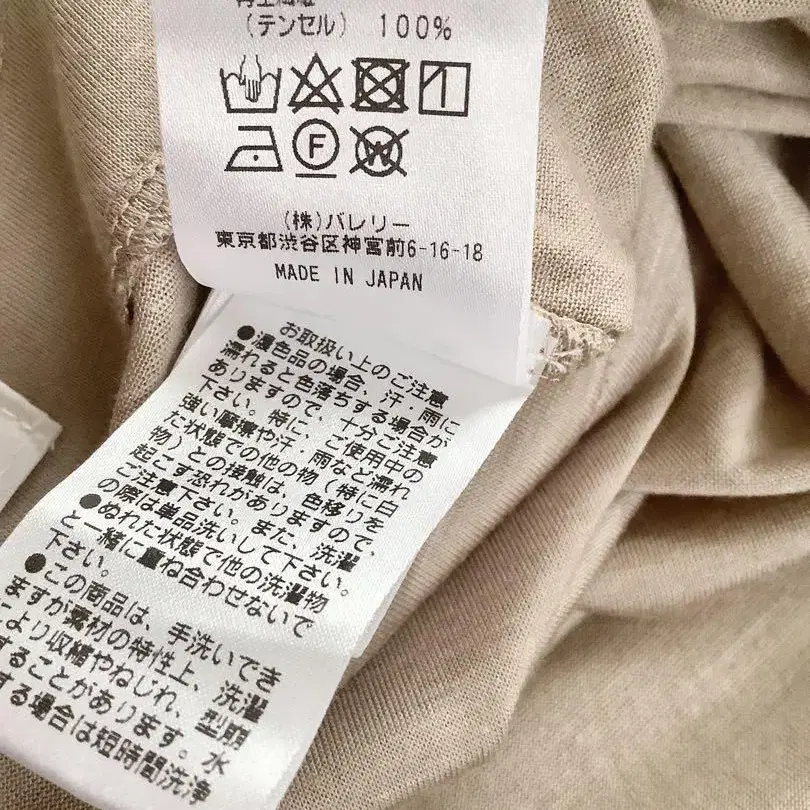 再生繊維
(テンセル) 100%
F
W
(株)バレリー
東京都渋谷区神宮前6-16-18
MADE IN JAPAN
お取扱い上のご注意
●濃色品の場合、汗・雨に
濡れると色落ちする場合が
ありますので、十分ご注意
下さい。特に、ご使用中の
強い摩擦や汗・雨など濡れ
た状態での他の物(特に白
物)との接触は、色移りを
起こす恐れがありますので、
ご注意下さい。また、洗濯
の際は単品洗いして下さい。
●ぬれた状態で他の洗濯物
と一緒に重ね合わせないで
下さい。
●この商品は、手洗いでき
ますが素材の特性上、洗濯
により収縮やねじれ、型崩
することがあります。水
する場合は短時間洗浄